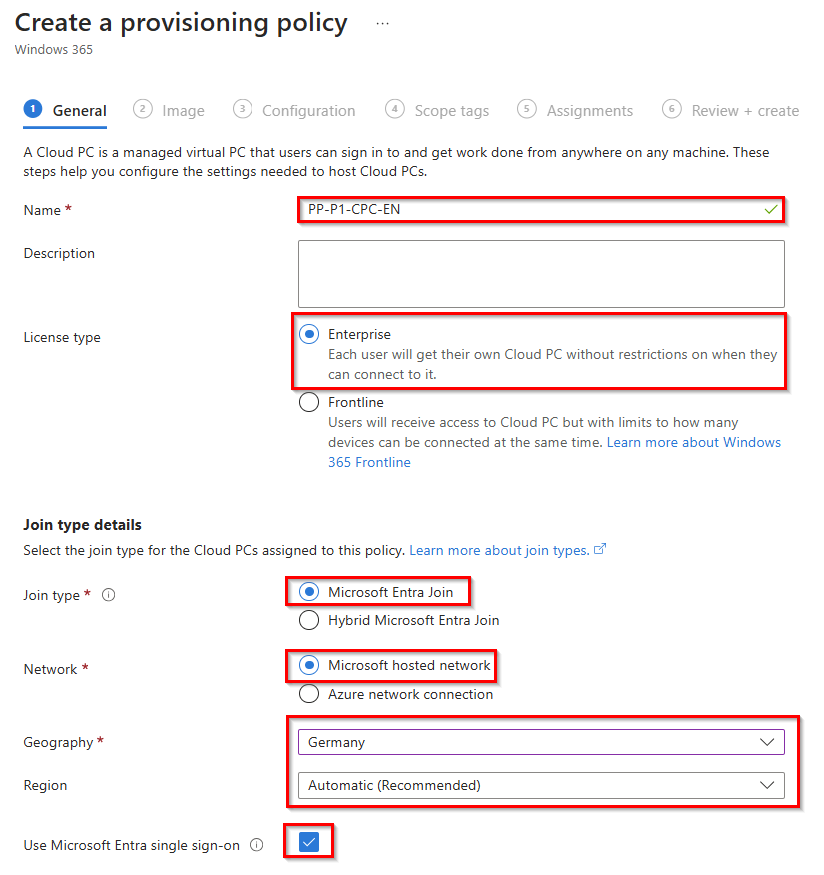 Create a provisioning policy ...
Windows 365
1 General 2 Image 3 Configuration 4 Scope tags 5 Assignments 6 Review + create
A Cloud PC is a managed virtual PC that users can sign in to and get work done from anywhere on any machine. These
steps help you configure the settings needed to host Cloud PCs.
Name * PP-P1-CPC-EN
Description
License type
Enterprise
Each user will get their own Cloud PC without restrictions on when they
can connect to it.
Frontline
Users will receive access to Cloud PC but with limits to how many
devices can be connected at the same time. Learn more about Windows
365 Frontline
Join type details
Select the join type for the Cloud PCs assigned to this policy. Learn more about join types.
Join type * Microsoft Entra Join
Hybrid Microsoft Entra Join
Network * Microsoft hosted network
Azure network connection
Geography * Germany
Region Automatic (Recommended)
Use Microsoft Entra single sign-on